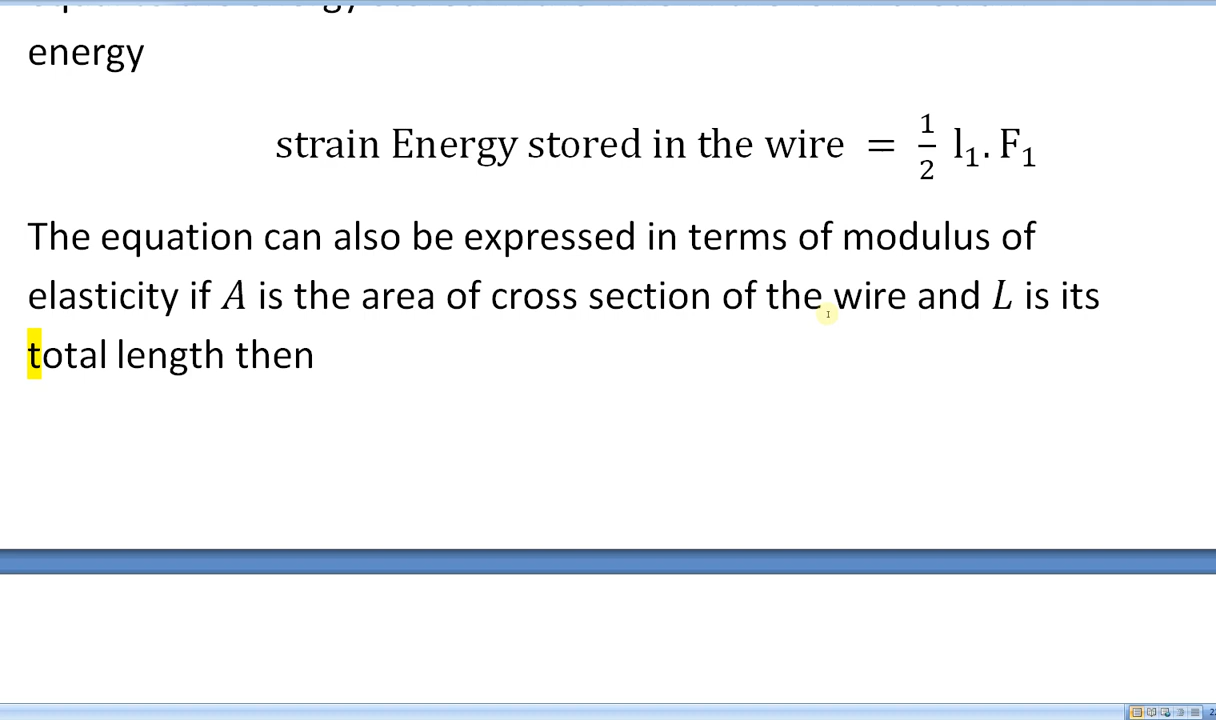 energy
strain Energy stored in the wire = 1/2 l₁. F₁
The equation can also be expressed in terms of modulus of
elasticity if A is the area of cross section of the wire and L is its
total length then